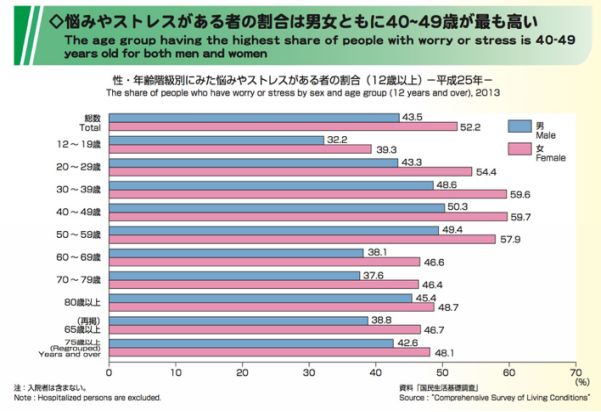 ◇悩みやストレスがある者の割合は男女ともに40~49歳が最も高い
The age group having the highest share of people with worry or stress is 40-49
years old for both men and women
性・年齢階級別にみた悩みやストレスがある者の割合（12歳以上）－平成25年－
The share of people who have worry or stress by sex and age group (12 years and over), 2013
総数
Total
43.5
52.2
男
Male
女
Female
12～19歳
32.2
39.3
20～29歳
43.3
54.4
30～39歳
48.6
59.6
40～49歳
50.3
59.7
50～59歳
49.4
57.9
60～69歳
38.1
46.6
70～79歳
37.6
46.4
80歳以上
45.4
48.7
(再掲)
65歳以上
38.8
46.7
75歳以上
(Regrouped)
Years and over
42.6
48.1
0 10 20 30 40 50 60 70
(%)
注：入院者は含まない。
Note : Hospitalized persons are excluded.
資料「国民生活基礎調査」
Source : "Comprehensive Survey of Living Conditions"